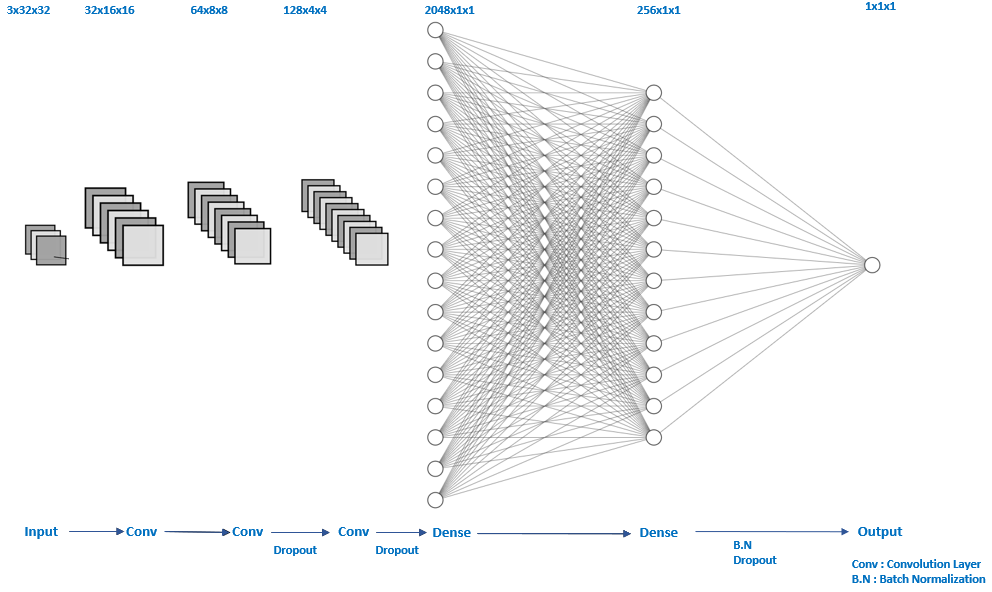 3x32x32 32x16x16 64x8x8 128x4x4 2048x1x1 256x1x1 1x1x1
Input Conv Conv Conv Dense Dense Output
Dropout Dropout B.N
Dropout
Conv : Convolution Layer
B.N : Batch Normalization